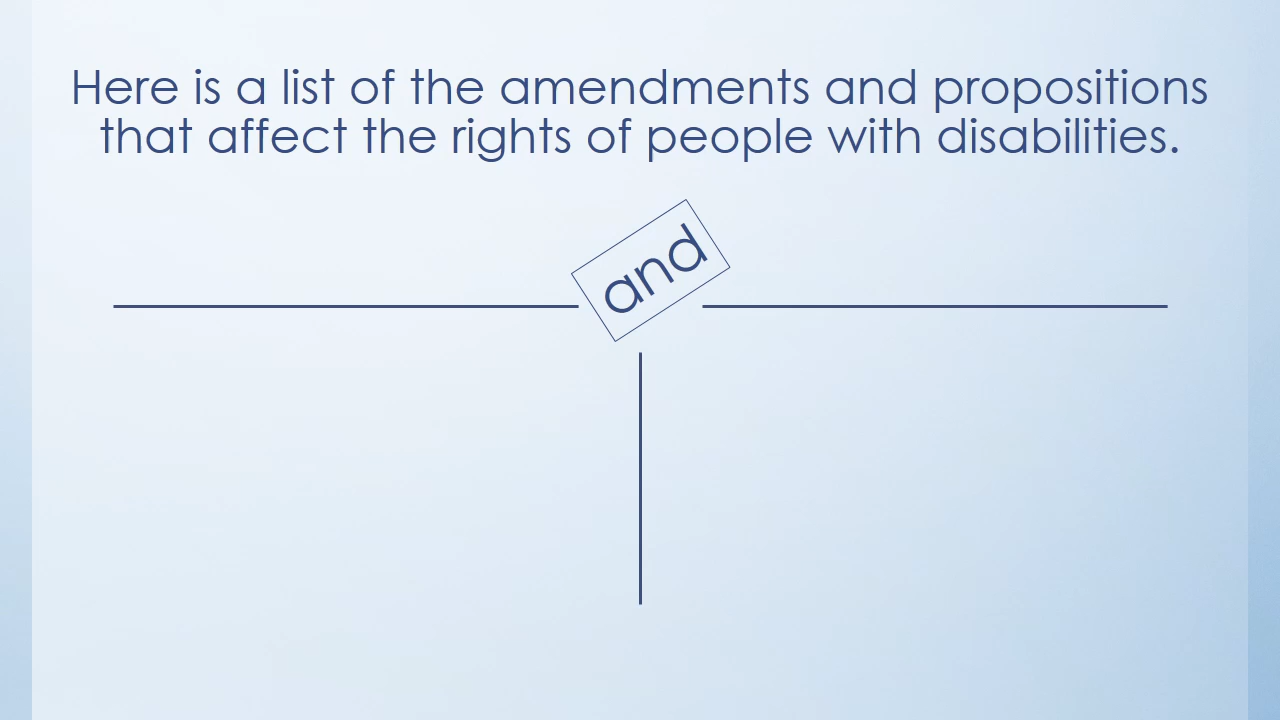 Here is a list of the amendments and propositions
that affect the rights of people with disabilities.
and